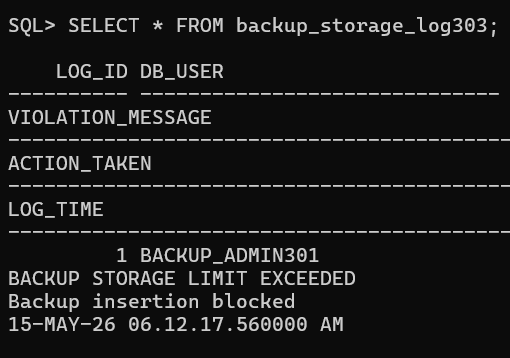 SQL> SELECT * FROM backup_storage_log303;
LOG_ID DB_USER
---------- ------------------------------
VIOLATION_MESSAGE
--------------------------------------------
ACTION_TAKEN
--------------------------------------------
LOG_TIME
--------------------------------------------
1 BACKUP_ADMIN301
BACKUP STORAGE LIMIT EXCEEDED
Backup insertion blocked
15-MAY-26 06.12.17.560000 AM